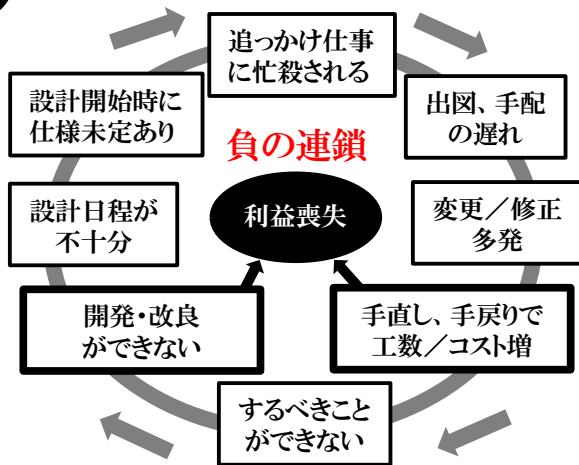 追っかけ仕事
に忙殺される
設計開始時に
仕様未定あり
出図、手配
の遅れ
負の連鎖
設計日程が
不十分
利益喪失
変更／修正
多発
開発・改良
ができない
手直し、手戻りで
工数／コスト増
するべきこと
ができない